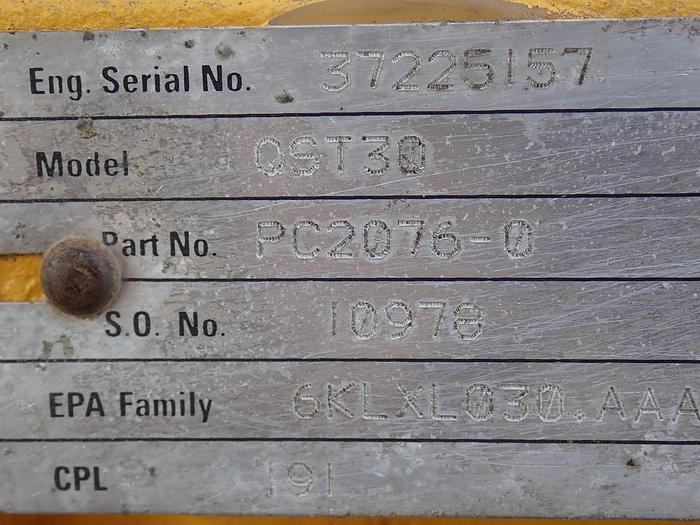 Eng. Serial No. 37225157
Model QST30
Part No. PC2076-0
S.O. No. 10978
EPA Family 6KLXL030.AAA
CPL 191